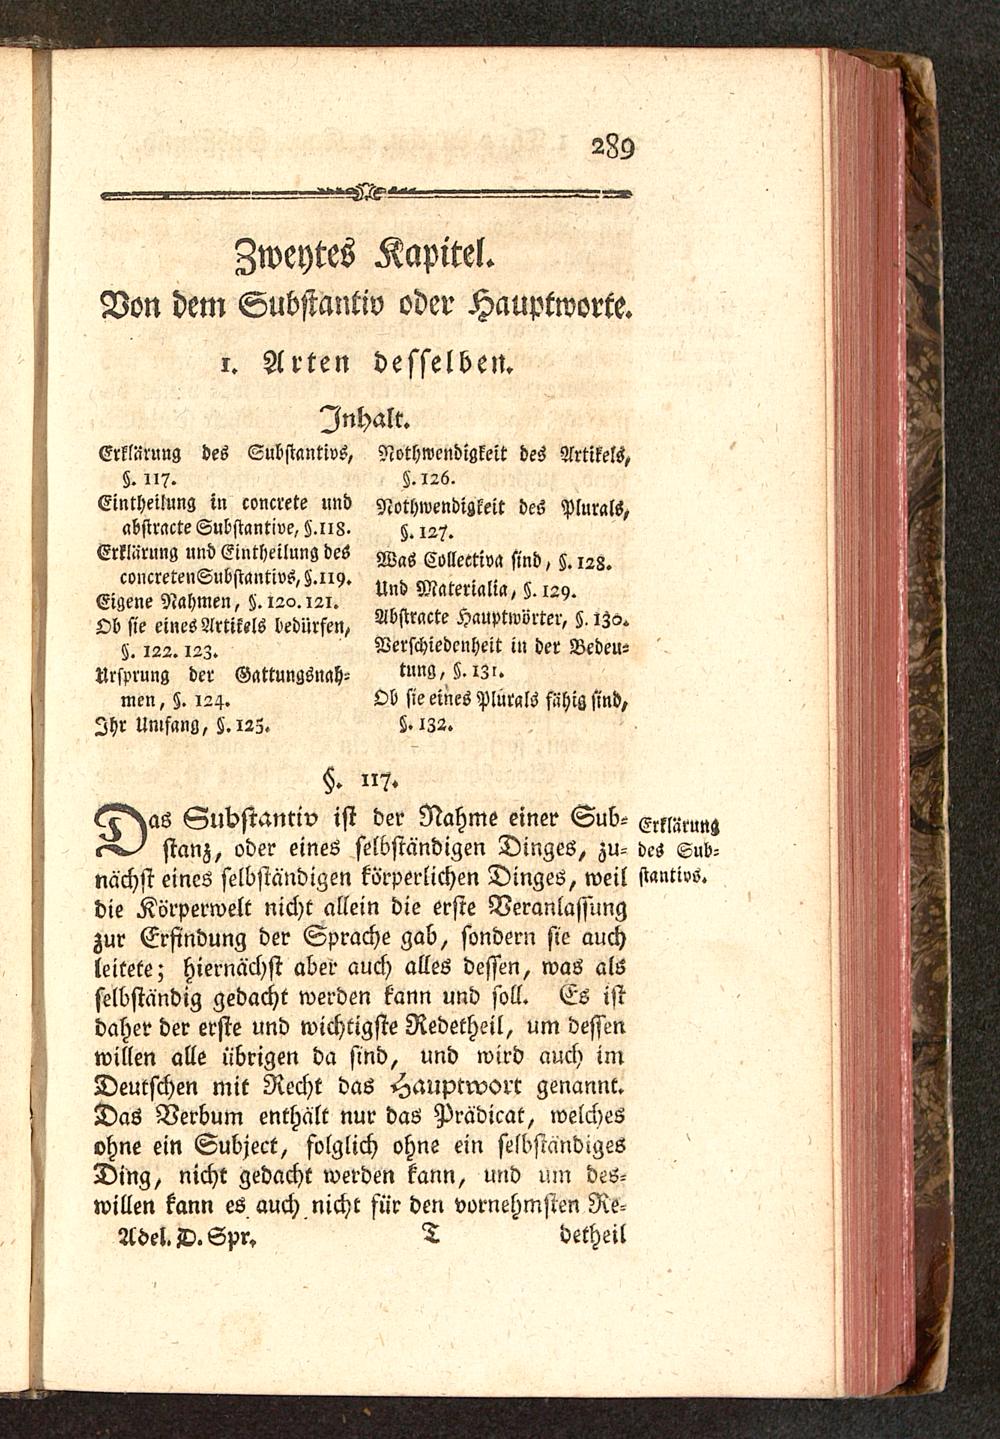 289
Zweytes Kapitel.
Von dem Substantiv oder Hauptworte.
1. Arten desselben.
Inhalt.
Erklärung des Substantivs,
§. 117.
Eintheilung in concrete und
abstracte Substantive, §. 118.
Erklärung und Eintheilung des
concreten Substantivs, §. 119.
Eigene Nahmen, §. 120. 121.
Ob sie eines Artikels bedürfen,
§. 122. 123.
Ursprung der Gattungsnah-
men, §. 124.
Ihr Umfang, §. 125.
Nothwendigkeit des Artikels,
§. 126.
Nothwendigkeit des Plurals,
§. 127.
Was Collectiva sind, §. 128.
Und Materialia, §. 129.
Abstracte Hauptwörter, §. 130.
Verschiedenheit in der Bedeu-
tung, §. 131.
Ob sie eines Plurals fähig sind,
§. 132.
§. 117.
Das Substantiv ist der Nahme einer Sub-
stanz, oder eines selbständigen Dinges, zu-
nächst eines selbständigen körperlichen Dinges, weil
die Körperwelt nicht allein die erste Veranlassung
zur Erfindung der Sprache gab, sondern sie auch
leitete; hiernächst aber auch alles dessen, was als
selbständig gedacht werden kann und soll. Es ist
daher der erste und wichtigste Redetheil, um dessen
willen alle übrigen da sind, und wird auch im
Deutschen mit Recht das Hauptwort genannt.
Das Verbum enthält nur das Prädicat, welches
ohne ein Subject, folglich ohne ein selbständiges
Ding, nicht gedacht werden kann, und um des-
willen kann es auch nicht für den vornehmsten Re-
Erklärung
des Sub-
stantivs.
Adel. D. Spr. T detheil